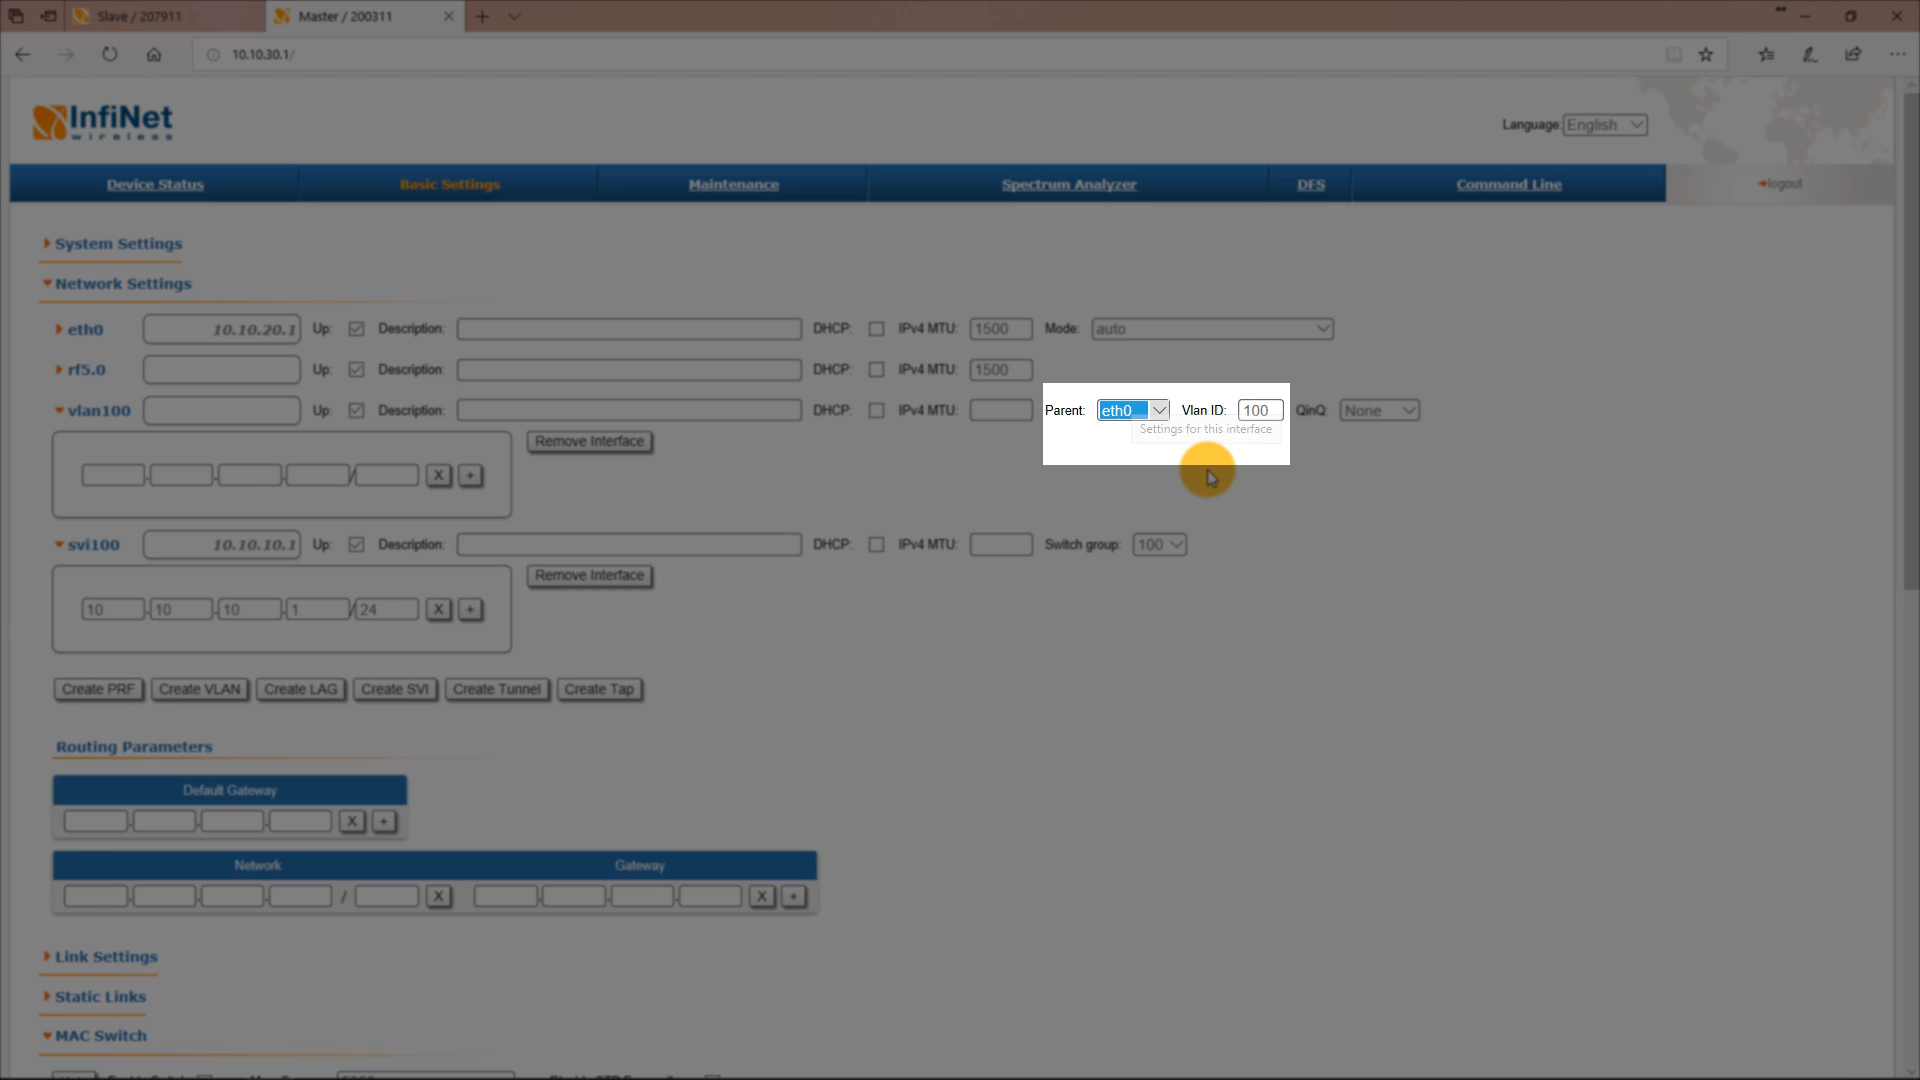 Slave / 207911
Master / 200311
10.10.30.1/
InfiNet
wireless
Language: English
Device Status
Basic Settings
Maintenance
Spectrum Analyzer
DFS
Command Line
logout
System Settings
Network Settings
eth0 10.10.20.1 Up: Description: DHCP: IPv4 MTU: 1500 Mode: auto
rf5.0 Up: Description: DHCP: IPv4 MTU: 1500
vlan100 Up: Description: DHCP: IPv4 MTU: Parent: eth0 Vlan ID: 100 QinQ: None
Settings for this interface
Remove Interface
. . . / X +
svi100 10.10.10.1 Up: Description: DHCP: IPv4 MTU: Switch group: 100
Remove Interface
10 . 10 . 10 . 1 / 24 X +
Create PRF Create VLAN Create LAG Create SVI Create Tunnel Create Tap
Routing Parameters
Default Gateway
. . . X +
Network Gateway
. . . / X . . . X +
Link Settings
Static Links
MAC Switch